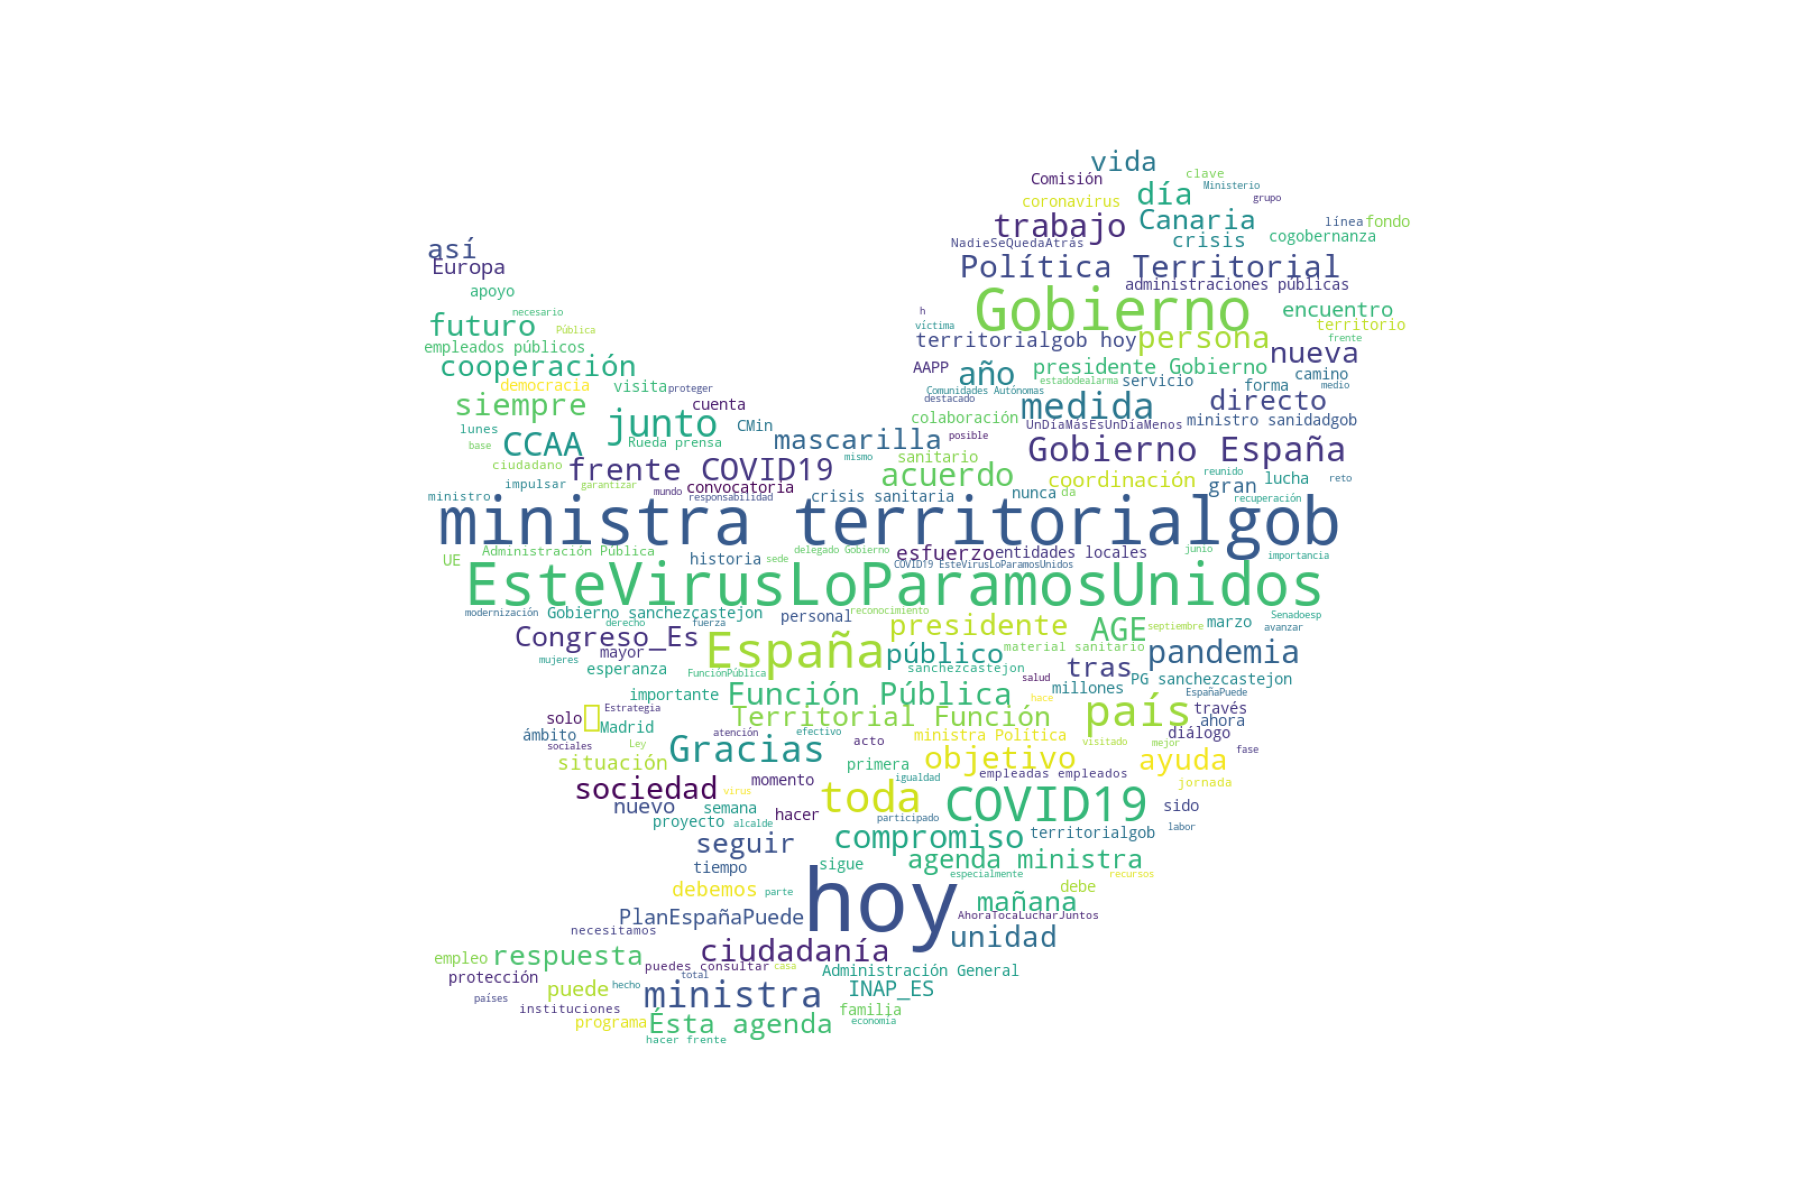 vida
Comisión clave
Ministerio
coronavirus día grupo
trabajo Canaria línea fondo
NadieSeQuedaAtrás crisis cogobernanza
así
Europa Política Territorial
apoyo administraciones públicas
necesario h Gobierno encuentro
futuro Pública víctima territorio
empleados públicos territorialgob hoy persona frente
cooperación AAPP presidente Gobierno nueva
democracia visita proteger año estadodealarma servicio camino
Comunidades Autónomas forma medio
siempre cuenta destacado medida directo
lunes junto CMin colaboración UnDíaMásEsUnDíaMenos ministro sanidadgob
base CCAA Rueda prensa mascarilla posible Gobierno España
ciudadano frente COVID19 mismo sanitario
impulsar garantizar acuerdo coordinación reunido lucha reto
ministro mundo convocatoria responsabilidad crisis sanitaria nunca da gran recuperación
ministra territorialgob
UE Administración Pública historia sede delegado Gobierno esfuerzo entidades locales junio importancia
COVID19 EsteVirusLoParamosUnidos
EsteVirusLoParamosUnidos
modernización Gobierno sanchezcastejon personal reconocimiento Senadoesp
derecho fuerza presidente AGE septiembre marzo avanzar
Congreso_Es España público material sanitario pandemia
mujeres mayor esperanza FunciónPública sanchezcastejon tras
salud PG sanchezcastejon
importante Función Pública hace millones EspañaPuede
solo Estrategia Territorial Función país través
Madrid ahora
ámbito atención efectivo ministra Política diálogo
sociales Ley Gracias acto visitado mejor fase
situación primera objetivo ayuda
sociedad momento igualdad empleadas empleados jornada
virus toda COVID19
nuevo semana hacer sido
proyecto alcalde participado labor
seguir compromiso territorialgob
tiempo sigue agenda ministra
especialmente recursos
debemos parte hoy debe
mañana
PlanEspañaPuede AhoraTocaLucharJuntos
necesitamos unidad
empleo respuesta ciudadanía
protección puedes consultar casa Administración General
total
países puede hecho ministra INAP_ES
instituciones familia
programa Ésta agenda economía
hacer frente